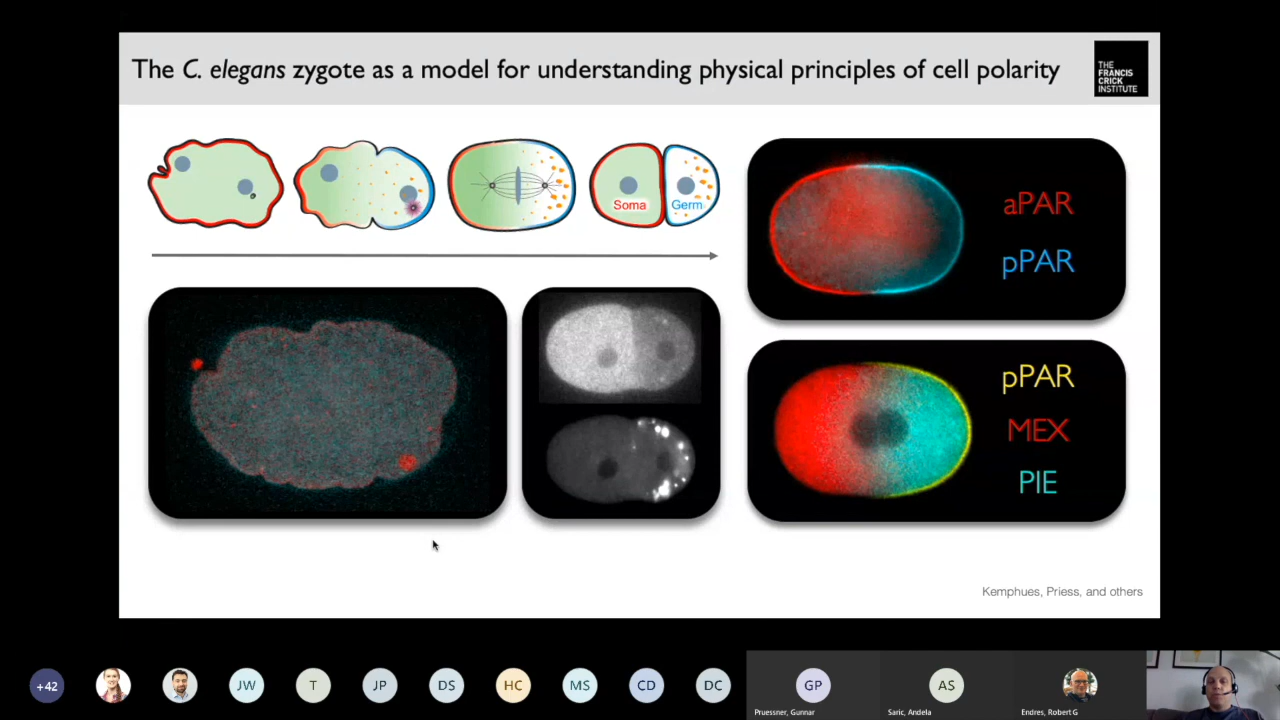 The C. elegans zygote as a model for understanding physical principles of cell polarity
THE
FRANCIS
CRICK
INSTITUTE
Soma
Germ
aPAR
pPAR
pPAR
MEX
PIE
Kemphues, Priess, and others
+42
JW
T
JP
DS
HC
MS
CD
DC
GP
AS
Pruessner, Gunnar
Saric, Andela
Endres, Robert G